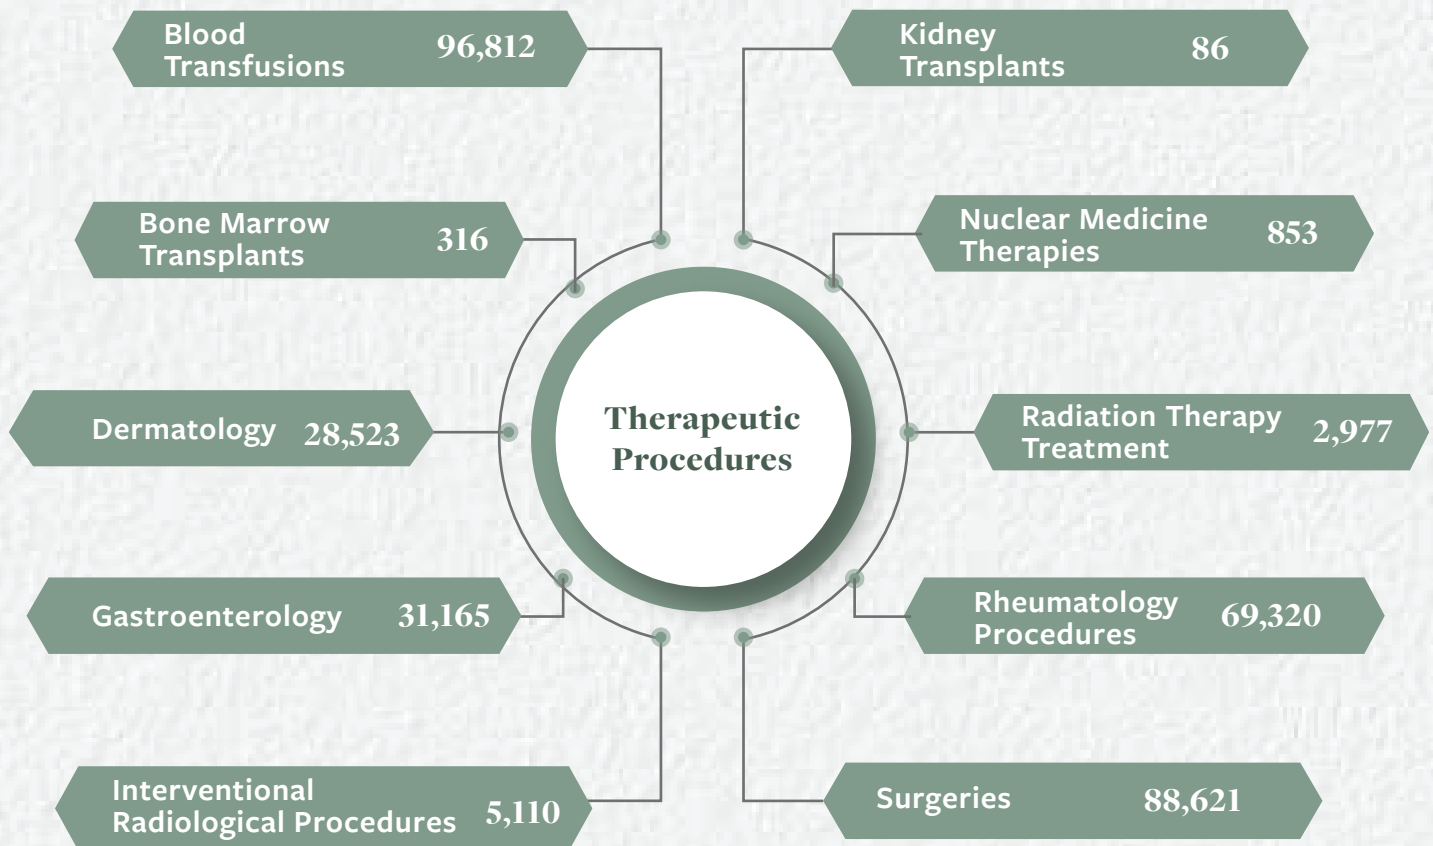 Blood
Transfusions
96,812
Kidney
Transplants
86
Bone Marrow
Transplants
316
Nuclear Medicine
Therapies
853
Dermatology 28,523
Therapeutic
Procedures
Radiation Therapy
Treatment
2,977
Gastroenterology 31,165
Rheumatology
Procedures
69,320
Interventional
Radiological Procedures
5,110
Surgeries 88,621